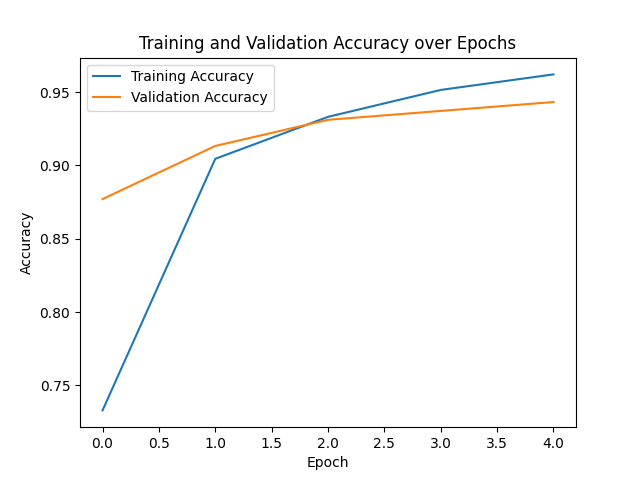 Training and Validation Accuracy over Epochs
Training Accuracy
Validation Accuracy
0.95
0.90
0.85
0.80
0.75
Accuracy
0.0 0.5 1.0 1.5 2.0 2.5 3.0 3.5 4.0
Epoch